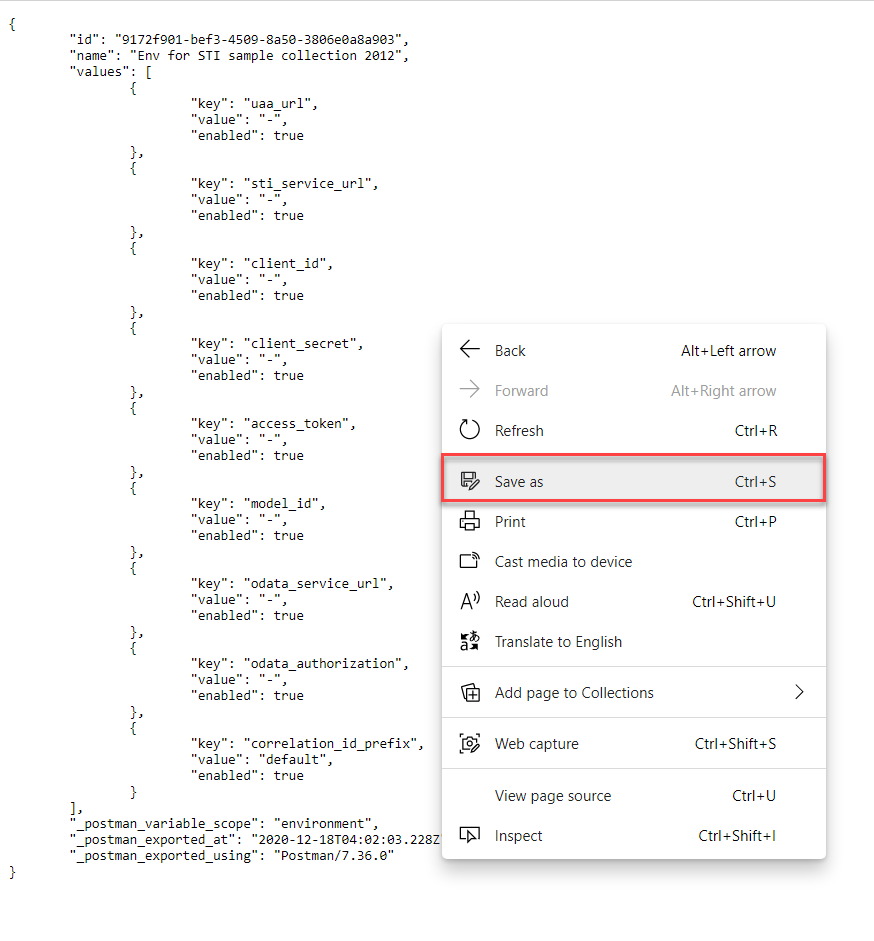 {
"id": "9172f901-bef3-4509-8a50-3806e0a8a903",
"name": "Env for STI sample collection 2012",
"values": [
{
"key": "uaa_url",
"value": "-",
"enabled": true
},
{
"key": "sti_service_url",
"value": "-",
"enabled": true
},
{
"key": "client_id",
"value": "-",
"enabled": true
},
{
"key": "client_secret",
"value": "-",
"enabled": true
},
{
"key": "access_token",
"value": "-",
"enabled": true
},
{
"key": "model_id",
"value": "-",
"enabled": true
},
{
"key": "odata_service_url",
"value": "-",
"enabled": true
},
{
"key": "odata_authorization",
"value": "-",
"enabled": true
},
{
"key": "correlation_id_prefix",
"value": "default",
"enabled": true
}
],
"_postman_variable_scope": "environment",
"_postman_exported_at": "2020-12-18T04:02:03.228Z
"_postman_exported_using": "Postman/7.36.0"
}
Back Alt+Left arrow
Forward Alt+Right arrow
Refresh Ctrl+R
Save as Ctrl+S
Print Ctrl+P
Cast media to device
Read aloud Ctrl+Shift+U
Translate to English
Add page to Collections
Web capture Ctrl+Shift+S
View page source Ctrl+U
Inspect Ctrl+Shift+I